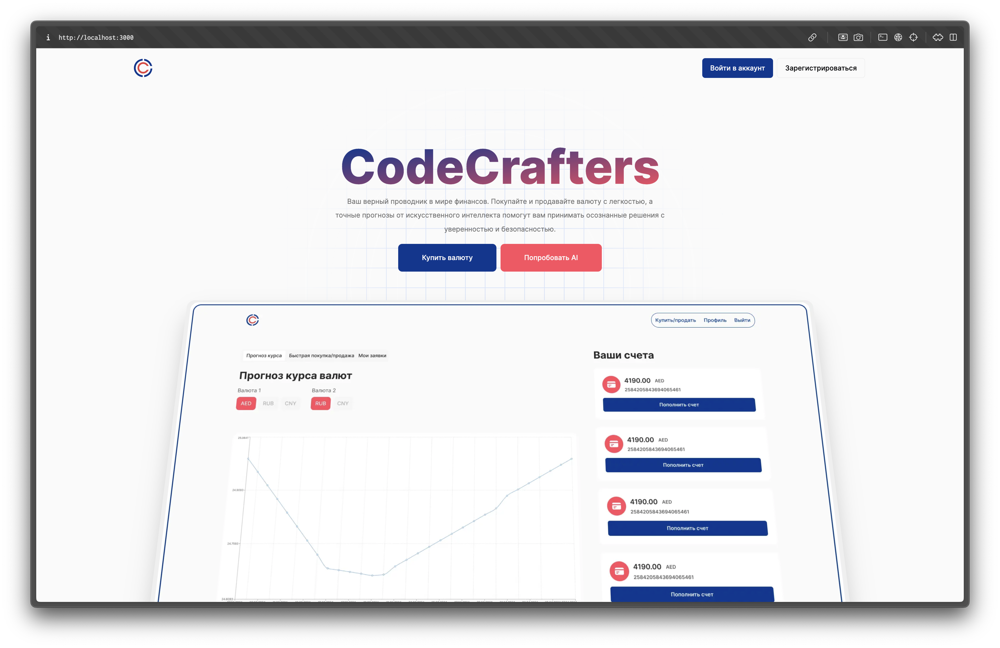 i http://localhost:3000
Войти в аккаунт Зарегистрироваться
CodeCrafters
Ваш верный проводник в мире финансов. Покупайте и продавайте валюту с легкостью, а
точные прогнозы от искусственного интеллекта помогут вам принимать осознанные решения с
уверенностью и безопасностью.
Купить валюту Попробовать AI
Купить/продать Профиль Выйти
Прогноз курса Быстрая покупка/продажа Мои заявки
Прогноз курса валют
Валюта 1 Валюта 2
AED RUB CNY RUB CNY
25.0641
24.9093
24.7593
24.6093
Ваши счета
4190.00 AED
2584205843694065461
Пополнить счет
4190.00 AED
2584205843694065461
Пополнить счет
4190.00 AED
2584205843694065461
Пополнить счет
4190.00 AED
2584205843694065461
Пополнить счет